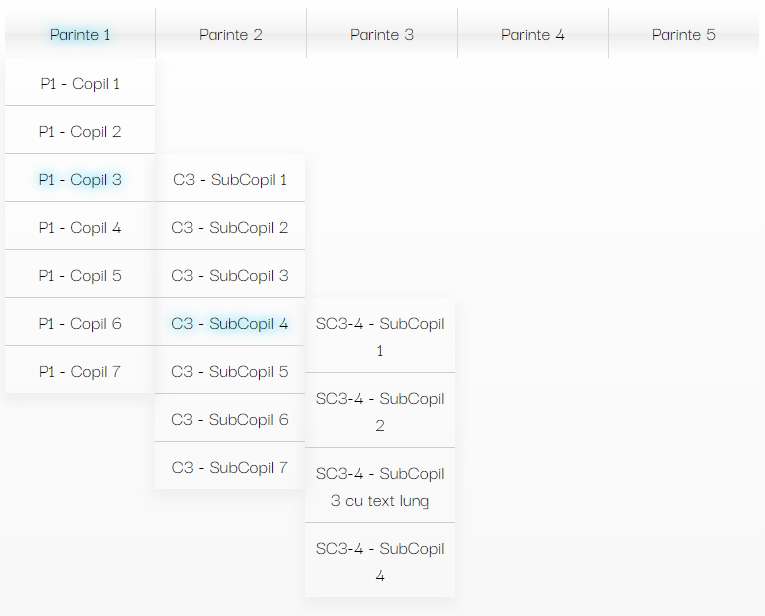 Parinte 1
Parinte 2
Parinte 3
Parinte 4
Parinte 5
P1 - Copil 1
P1 - Copil 2
P1 - Copil 3
P1 - Copil 4
P1 - Copil 5
P1 - Copil 6
P1 - Copil 7
C3 - SubCopil 1
C3 - SubCopil 2
C3 - SubCopil 3
C3 - SubCopil 4
C3 - SubCopil 5
C3 - SubCopil 6
C3 - SubCopil 7
SC3-4 - SubCopil
1
SC3-4 - SubCopil
2
SC3-4 - SubCopil
3 cu text lung
SC3-4 - SubCopil
4